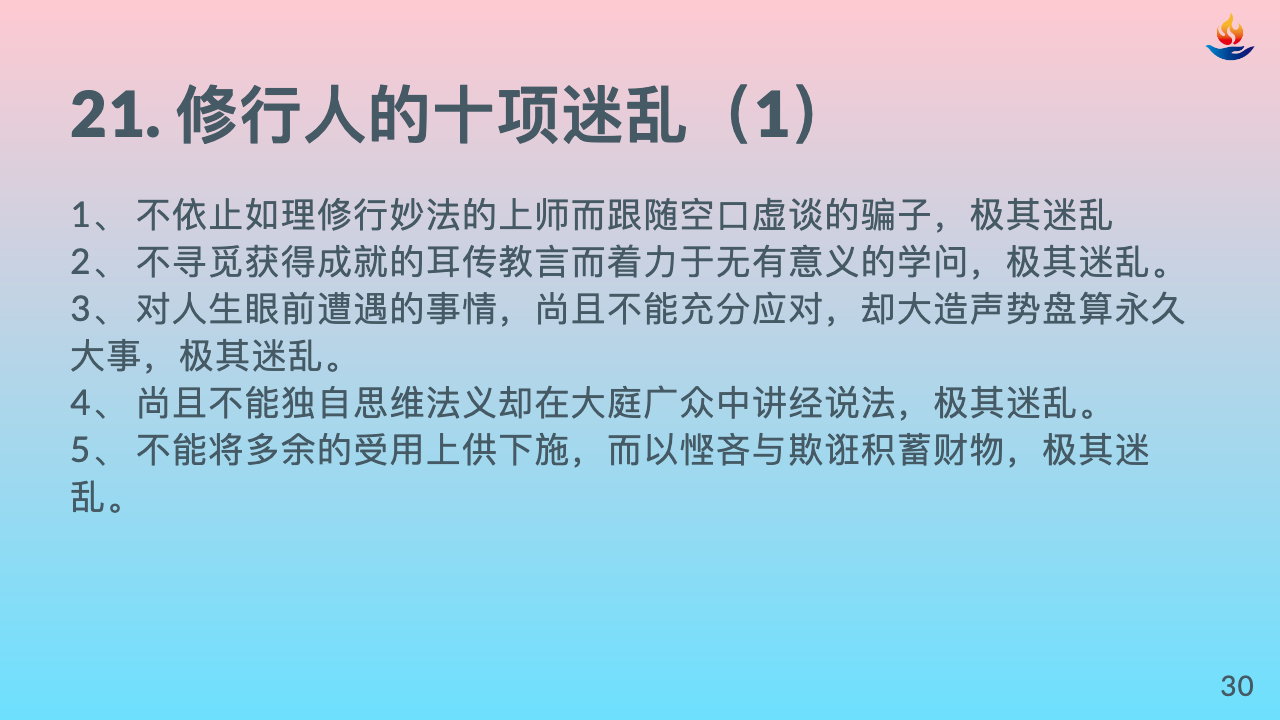 21. 修行人的十项迷乱（1）
1、 不依止如理修行妙法的上师而跟随空口虚谈的骗子，极其迷乱
2、 不寻觅获得成就的耳传教言而着力于无有意义的学问，极其迷乱。
3、 对人生眼前遭遇的事情，尚且不能充分应对，却大造声势盘算永久
大事，极其迷乱。
4、 尚且不能独自思维法义却在大庭广众中讲经说法，极其迷乱。
5、 不能将多余的受用上供下施，而以悭吝与欺诳积蓄财物，极其迷
乱。
30